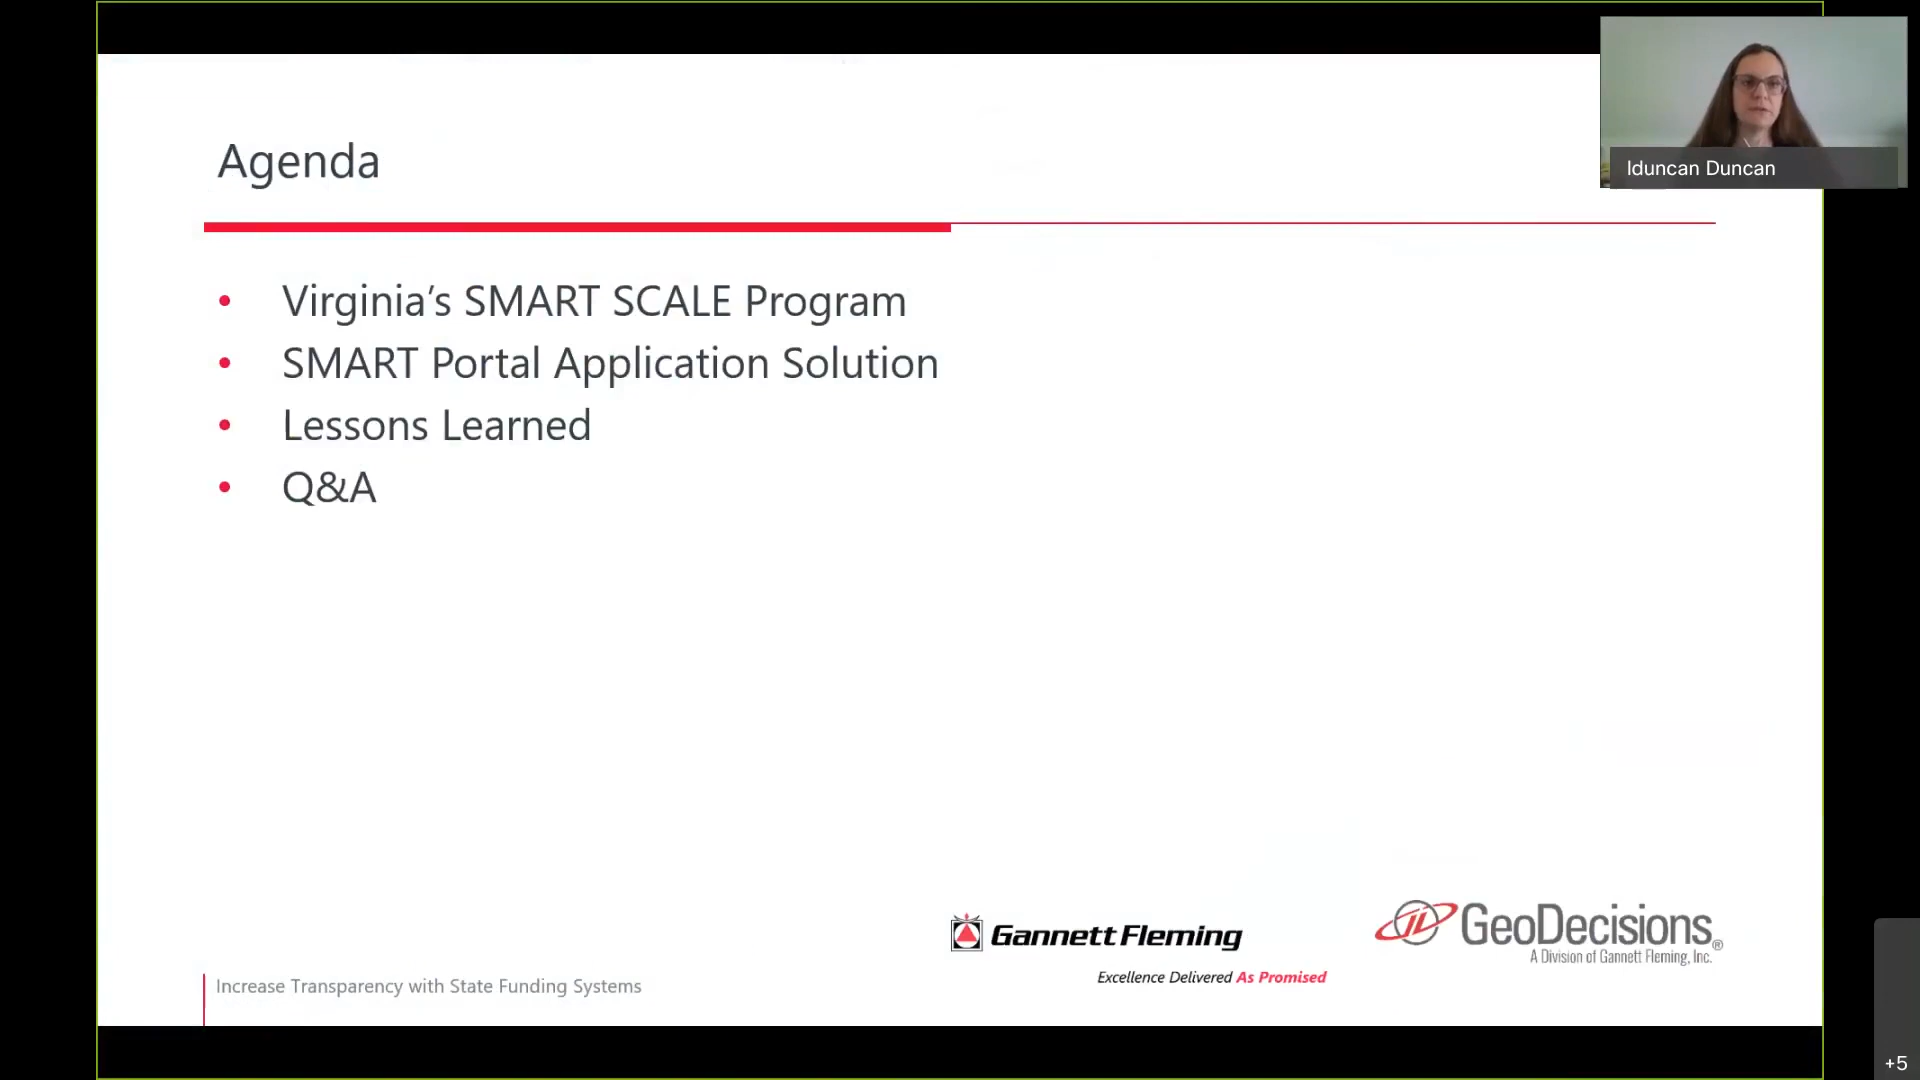 Agenda
Iduncan Duncan
• Virginia’s SMART SCALE Program
• SMART Portal Application Solution
• Lessons Learned
• Q&A
Gannett Fleming
Excellence Delivered As Promised
GeoDecisions®
A Division of Gannett Fleming, Inc.
Increase Transparency with State Funding Systems
+5